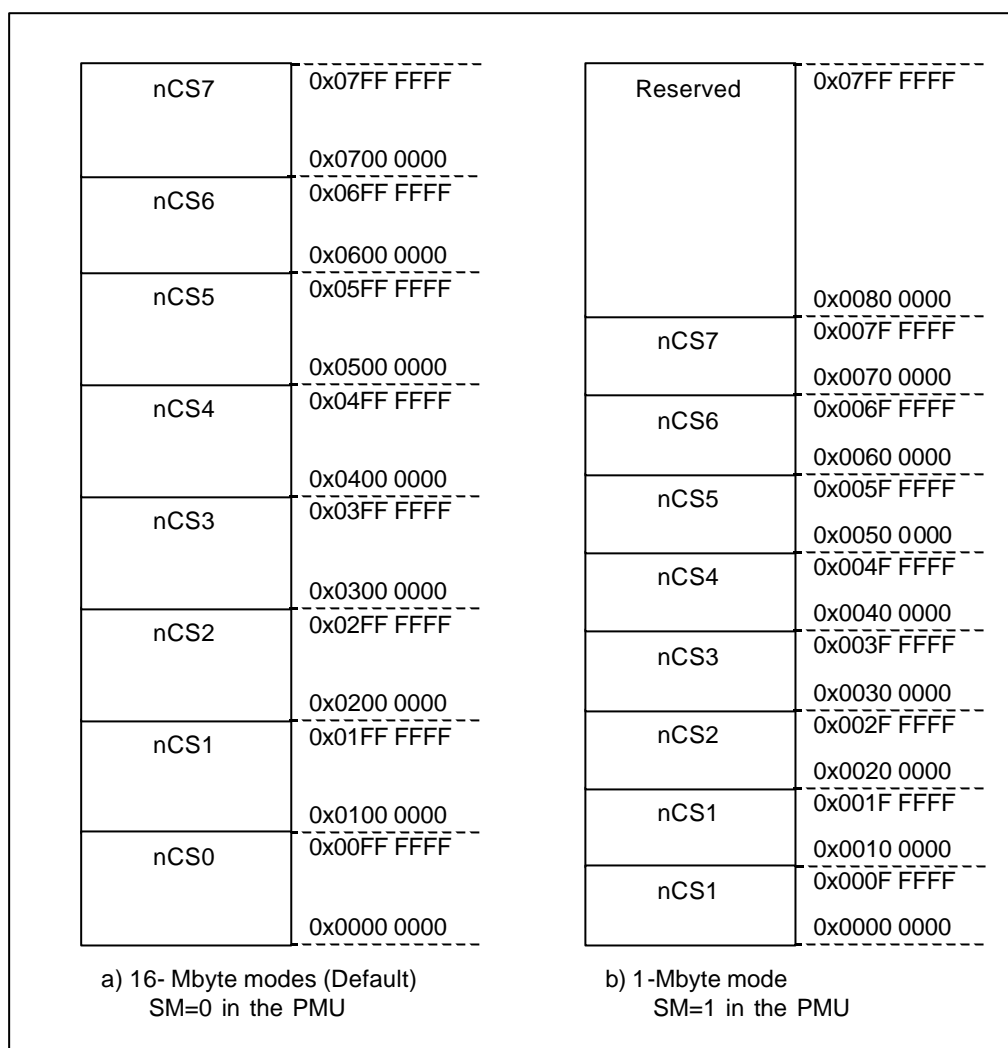 nCS7
0x07FF FFFF
0x0700 0000
nCS6
0x06FF FFFF
0x0600 0000
nCS5
0x05FF FFFF
0x0500 0000
nCS4
0x04FF FFFF
0x0400 0000
nCS3
0x03FF FFFF
0x0300 0000
nCS2
0x02FF FFFF
0x0200 0000
nCS1
0x01FF FFFF
0x0100 0000
nCS0
0x00FF FFFF
0x0000 0000
a) 16- Mbyte modes (Default)
SM=0 in the PMU
Reserved
0x07FF FFFF
0x0080 0000
nCS7
0x007F FFFF
0x0070 0000
nCS6
0x006F FFFF
0x0060 0000
nCS5
0x005F FFFF
0x0050 0000
nCS4
0x004F FFFF
0x0040 0000
nCS3
0x003F FFFF
0x0030 0000
nCS2
0x002F FFFF
0x0020 0000
nCS1
0x001F FFFF
0x0010 0000
nCS1
0x000F FFFF
0x0000 0000
b) 1-Mbyte mode
SM=1 in the PMU